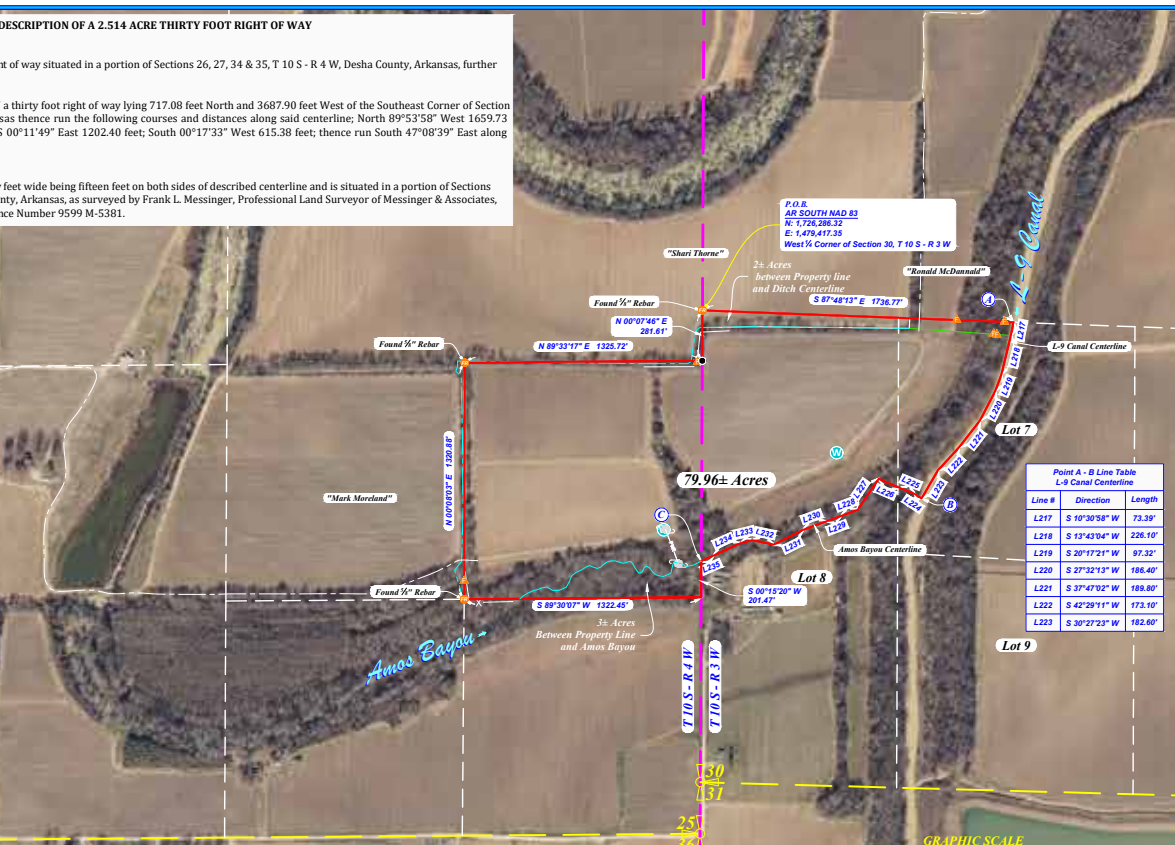 DESCRIPTION OF A 2.514 ACRE THIRTY FOOT RIGHT OF WAY
ht of way situated in a portion of Sections 26, 27, 34 & 35, T 10 S - R 4 W, Desha County, Arkansas, further
a thirty foot right of way lying 717.08 feet North and 3687.90 feet West of the Southeast Corner of Section
sas thence run the following courses and distances along said centerline; North 89°53'58" West 1659.73
S 00°11'49" East 1202.40 feet; South 00°17'33" West 615.38 feet; thence run South 47°08'39" East along
feet wide being fifteen feet on both sides of described centerline and is situated in a portion of Sections
nty, Arkansas, as surveyed by Frank L. Messinger, Professional Land Surveyor of Messinger & Associates,
nce Number 9599 M-5381.
P.O.B.
AR SOUTH NAD 83
N: 1,726,286.32
E: 1,479,417.35
West ¼ Corner of Section 30, T 10 S - R 3 W
"Shari Thorne"
2± Acres
between Property line
and Ditch Centerline
"Ronald McDannald"
L-9 Canal
S 87°48'13" E 1736.77'
A
Found ⅝" Rebar
N 00°07'46" E
281.61'
N 89°33'17" E 1325.72'
Found ⅝" Rebar
L217
L218
L219
L220
L221
L222
L223
L-9 Canal Centerline
Lot 7
N 00°08'03" E 1320.88'
"Mark Moreland"
79.96± Acres
W
C
L224
L225
L226
L227
L228
L229
L230
L231
L232
L233
L234
L235
B
Amos Bayou Centerline
Point A - B Line Table
L-9 Canal Centerline
Line # Direction Length
L217 S 10°30'58" W 73.39'
L218 S 13°43'04" W 226.10'
L219 S 20°17'21" W 97.32'
L220 S 27°32'13" W 186.40'
L221 S 37°47'02" W 189.80'
L222 S 42°29'11" W 173.10'
L223 S 30°27'23" W 182.60'
Lot 8
S 00°15'20" W
201.47'
Found ⅝" Rebar
X
S 89°30'07" W 1322.45'
3± Acres
Between Property Line
and Amos Bayou
Amos Bayou
Lot 9
T 10 S - R 4 W
T 10 S - R 3 W
30
31
25
36
GRAPHIC SCALE